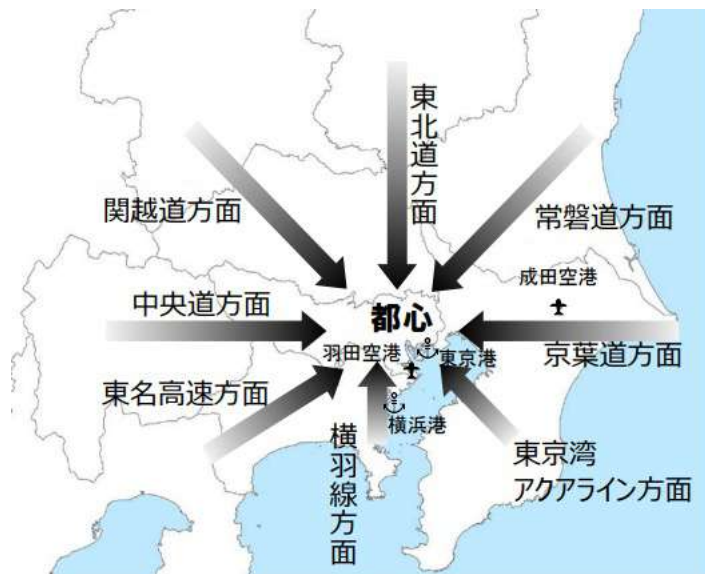 東北道方面
関越道方面
常磐道方面
成田空港
中央道方面
都心
羽田空港
東京港
京葉道方面
東名高速方面
横浜港
横羽線方面
東京湾
アクアライン方面